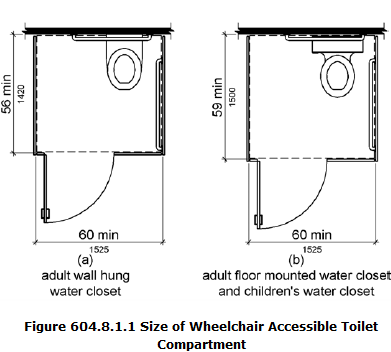 56 min
1420
60 min
1525
(a)
adult wall hung
water closet
59 min
1500
60 min
1525
(b)
adult floor mounted water closet
and children's water closet
Figure 604.8.1.1 Size of Wheelchair Accessible Toilet
Compartment